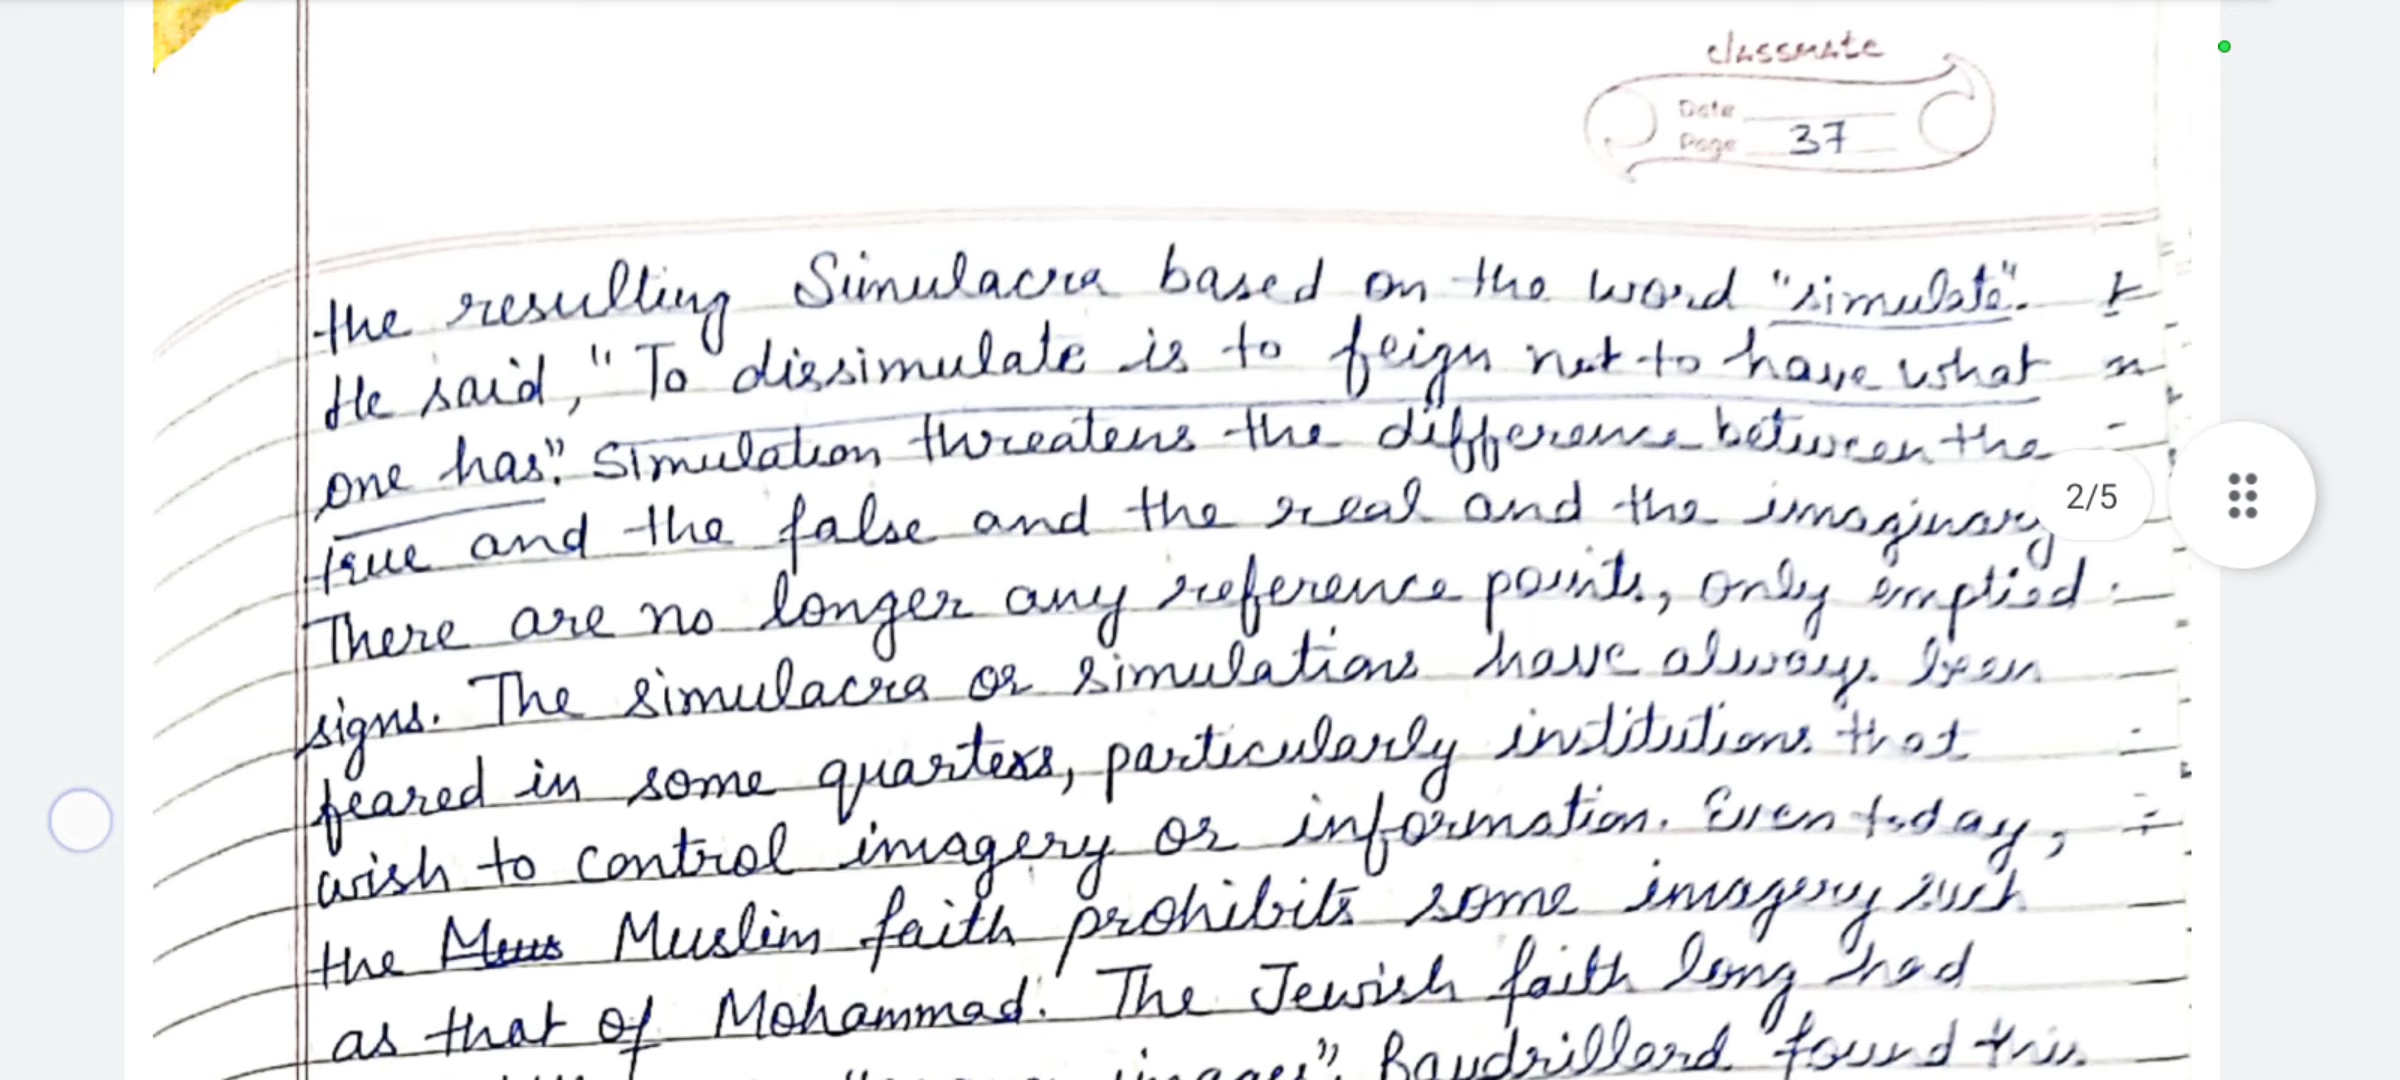 classmate
Date
Page 37
the resulting Simulacra based on the word "simulate".
He said, "To dissimulate is to feign not to have what
one has". Simulation threatens the difference between the
true and the false and the real and the imaginary
2/5
There are no longer any reference points, only emptied
signs. The simulacra or simulations have always been
feared in some quarters, particularly institutions that
wish to control imagery or information. Even today,
the Mus Muslim faith prohibits some imagery such
as that of Mohammad. The Jewish faith long had
images". Baudrillard found this